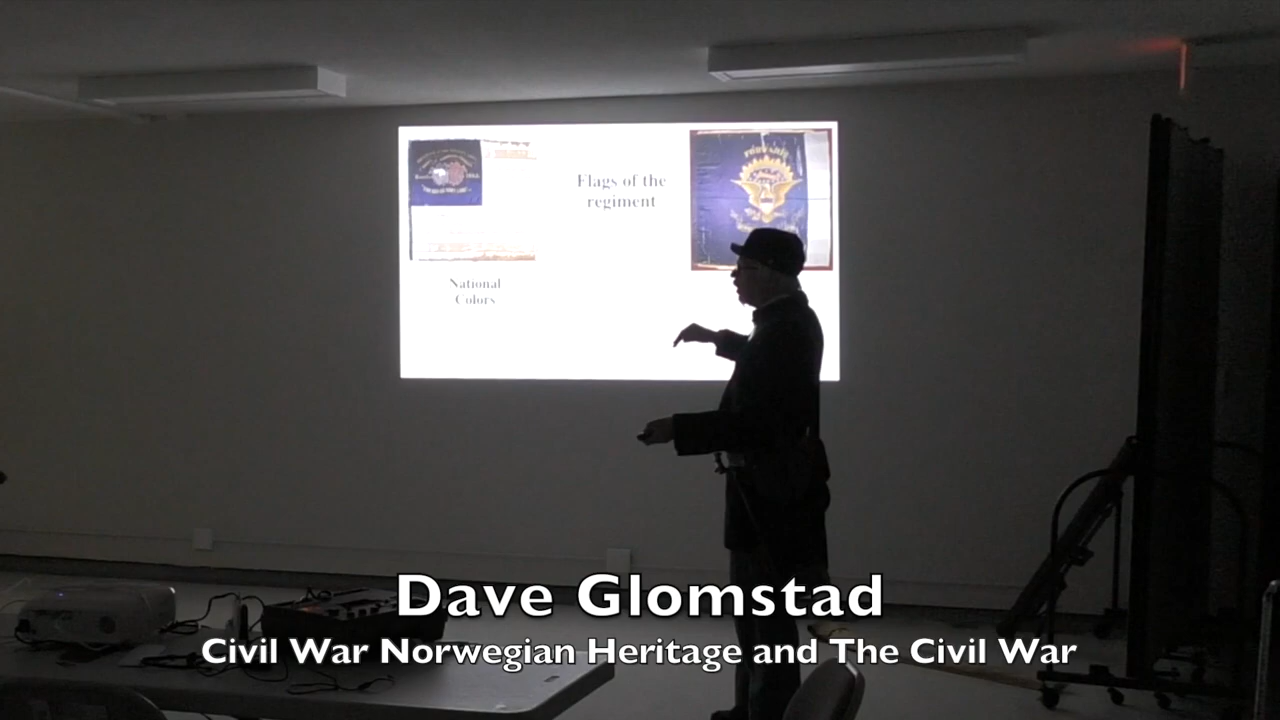 Flags of the
regiment
National
Colors
Dave Glomstad
Civil War Norwegian Heritage and The Civil War